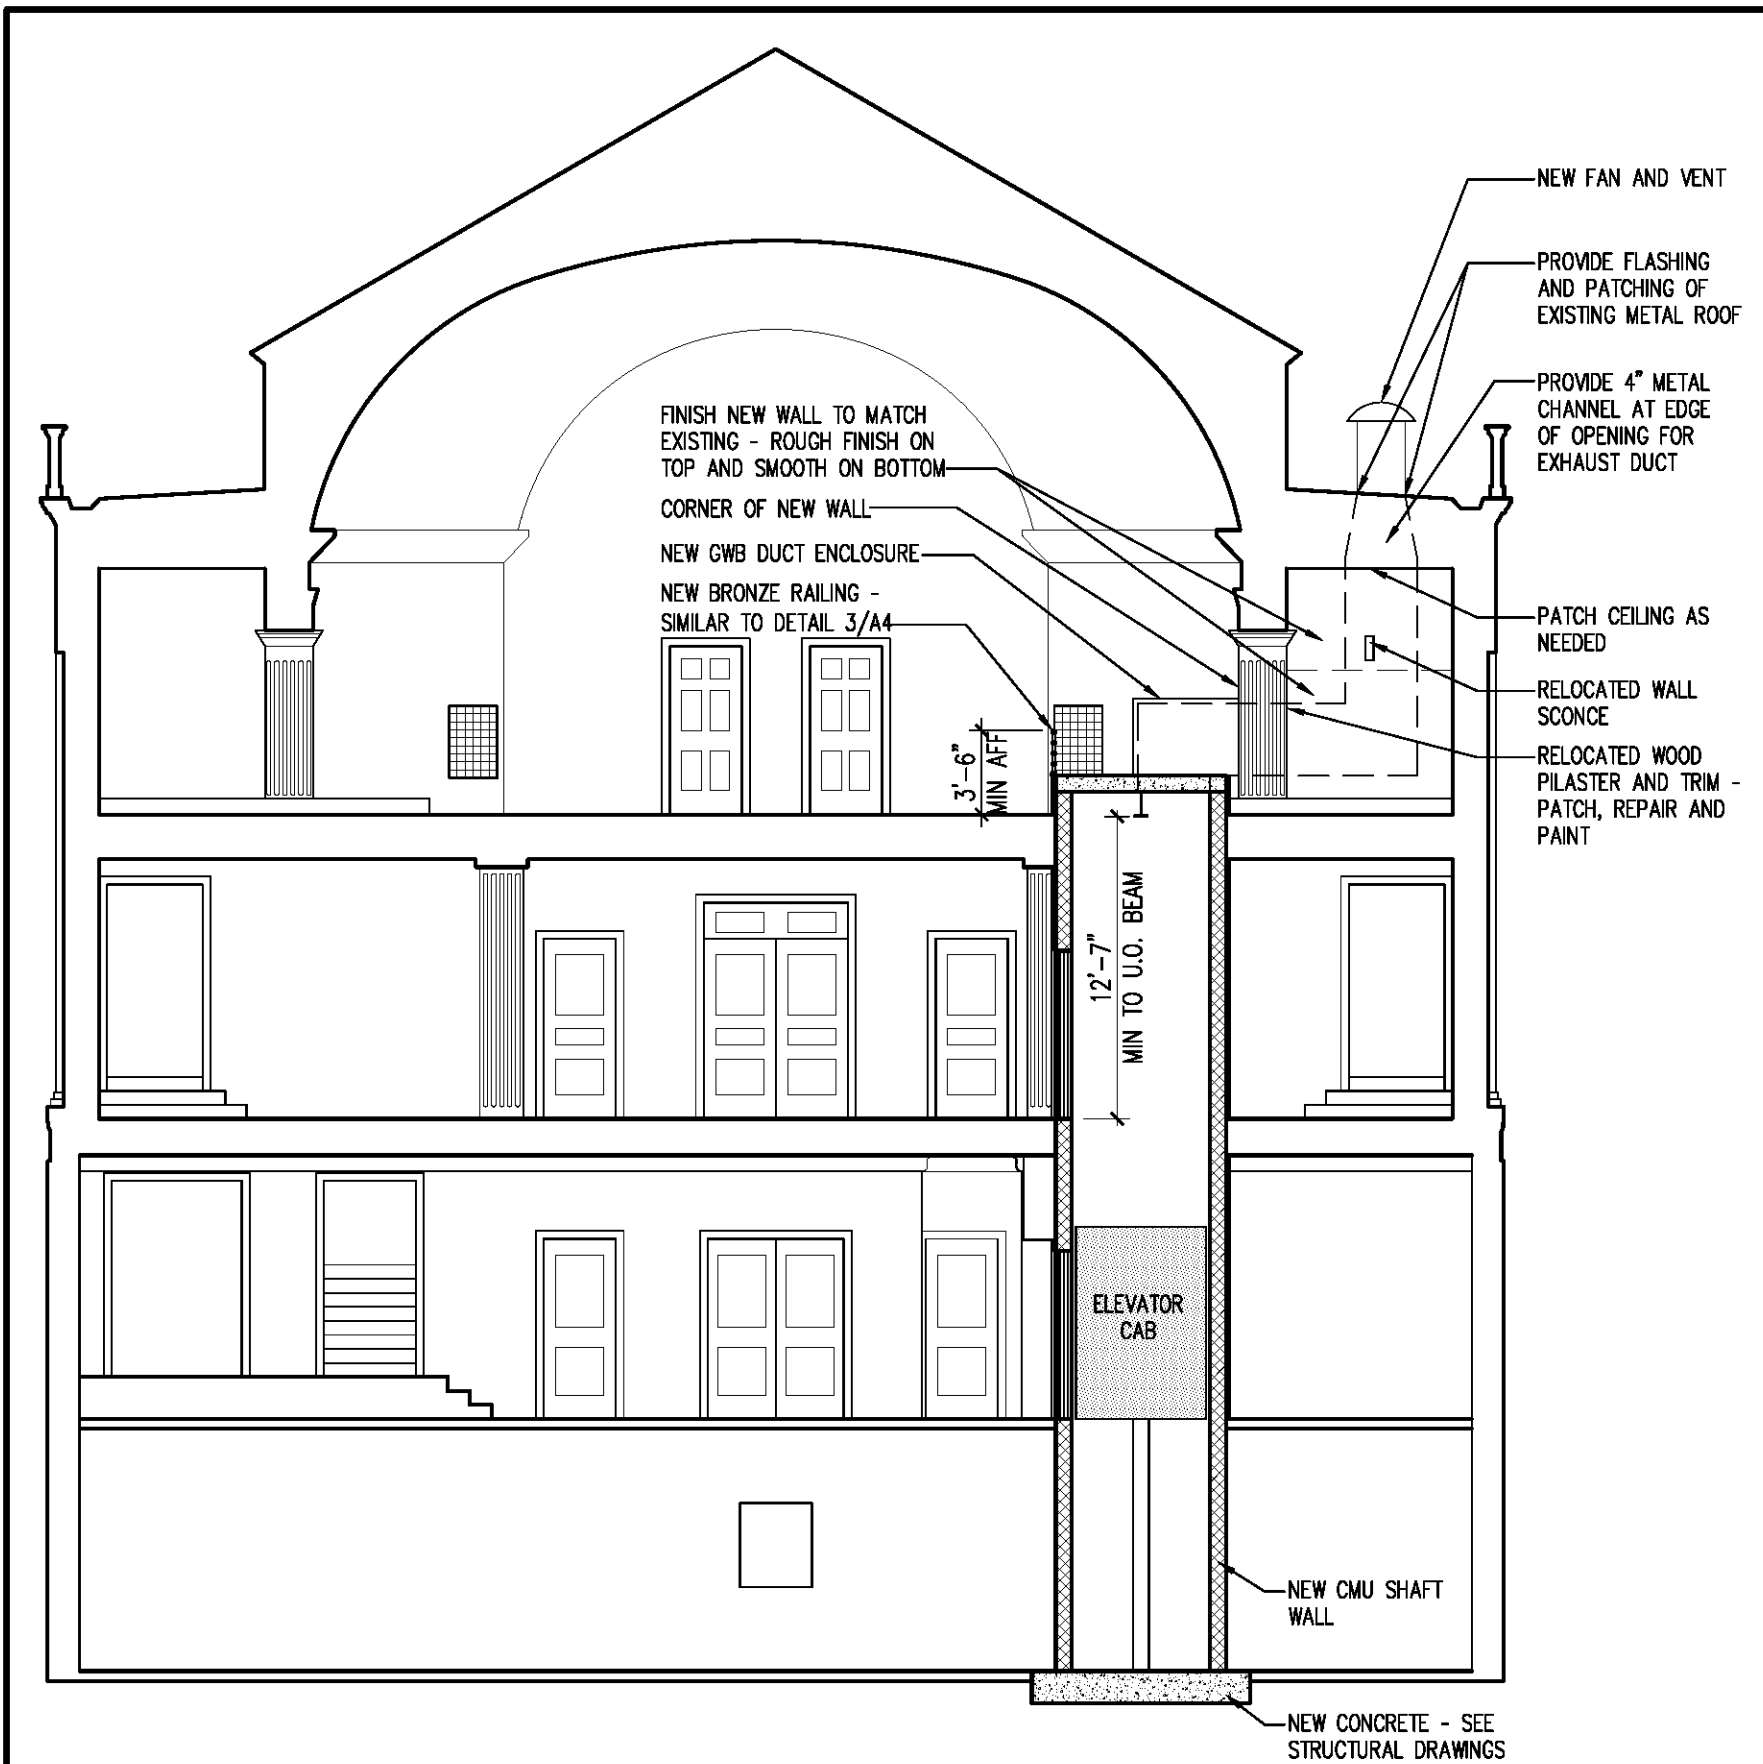 NEW FAN AND VENT
PROVIDE FLASHING
AND PATCHING OF
EXISTING METAL ROOF
PROVIDE 4" METAL
CHANNEL AT EDGE
OF OPENING FOR
EXHAUST DUCT
FINISH NEW WALL TO MATCH
EXISTING - ROUGH FINISH ON
TOP AND SMOOTH ON BOTTOM
CORNER OF NEW WALL
NEW GWB DUCT ENCLOSURE
NEW BRONZE RAILING -
SIMILAR TO DETAIL 3/A4
PATCH CEILING AS
NEEDED
RELOCATED WALL
SCONCE
RELOCATED WOOD
PILASTER AND TRIM -
PATCH, REPAIR AND
PAINT
3'-6"
MIN AFF
12'-7"
MIN TO U.O. BEAM
ELEVATOR
CAB
NEW CMU SHAFT
WALL
NEW CONCRETE - SEE
STRUCTURAL DRAWINGS